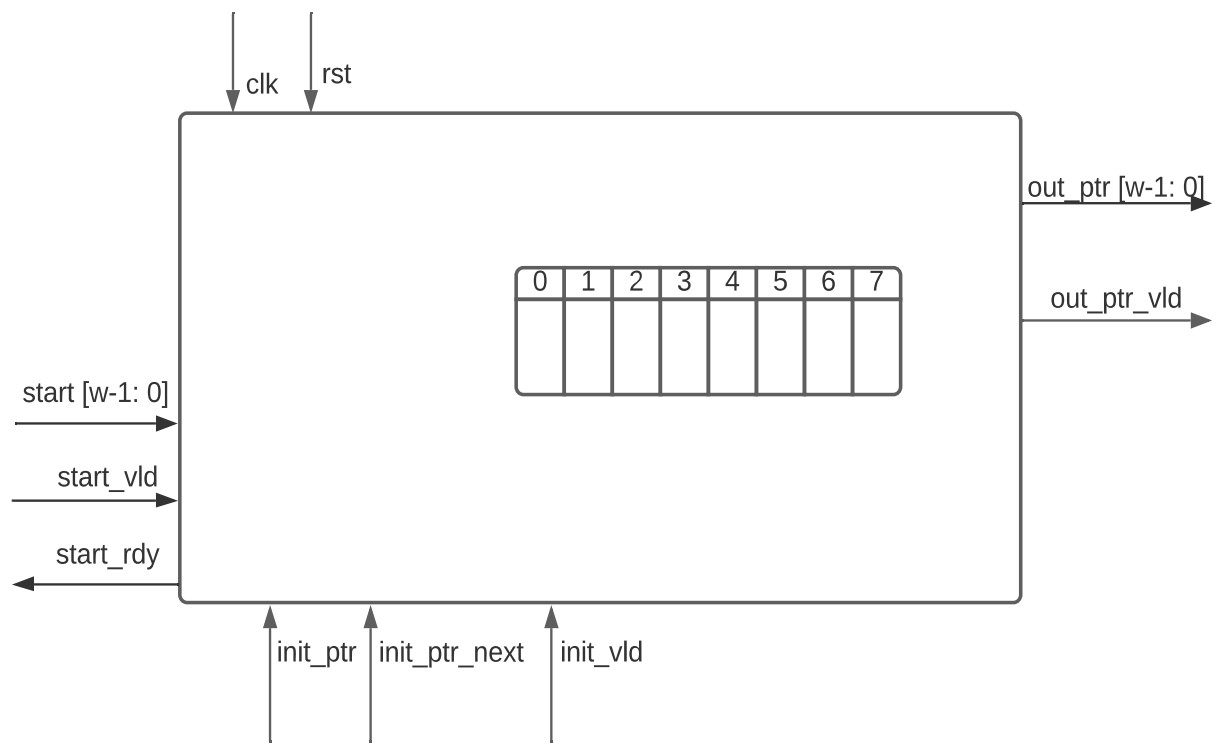 clk
rst
out_ptr [w-1: 0]
0 1 2 3 4 5 6 7
out_ptr_vld
start [w-1: 0]
start_vld
start_rdy
init_ptr
init_ptr_next
init_vld